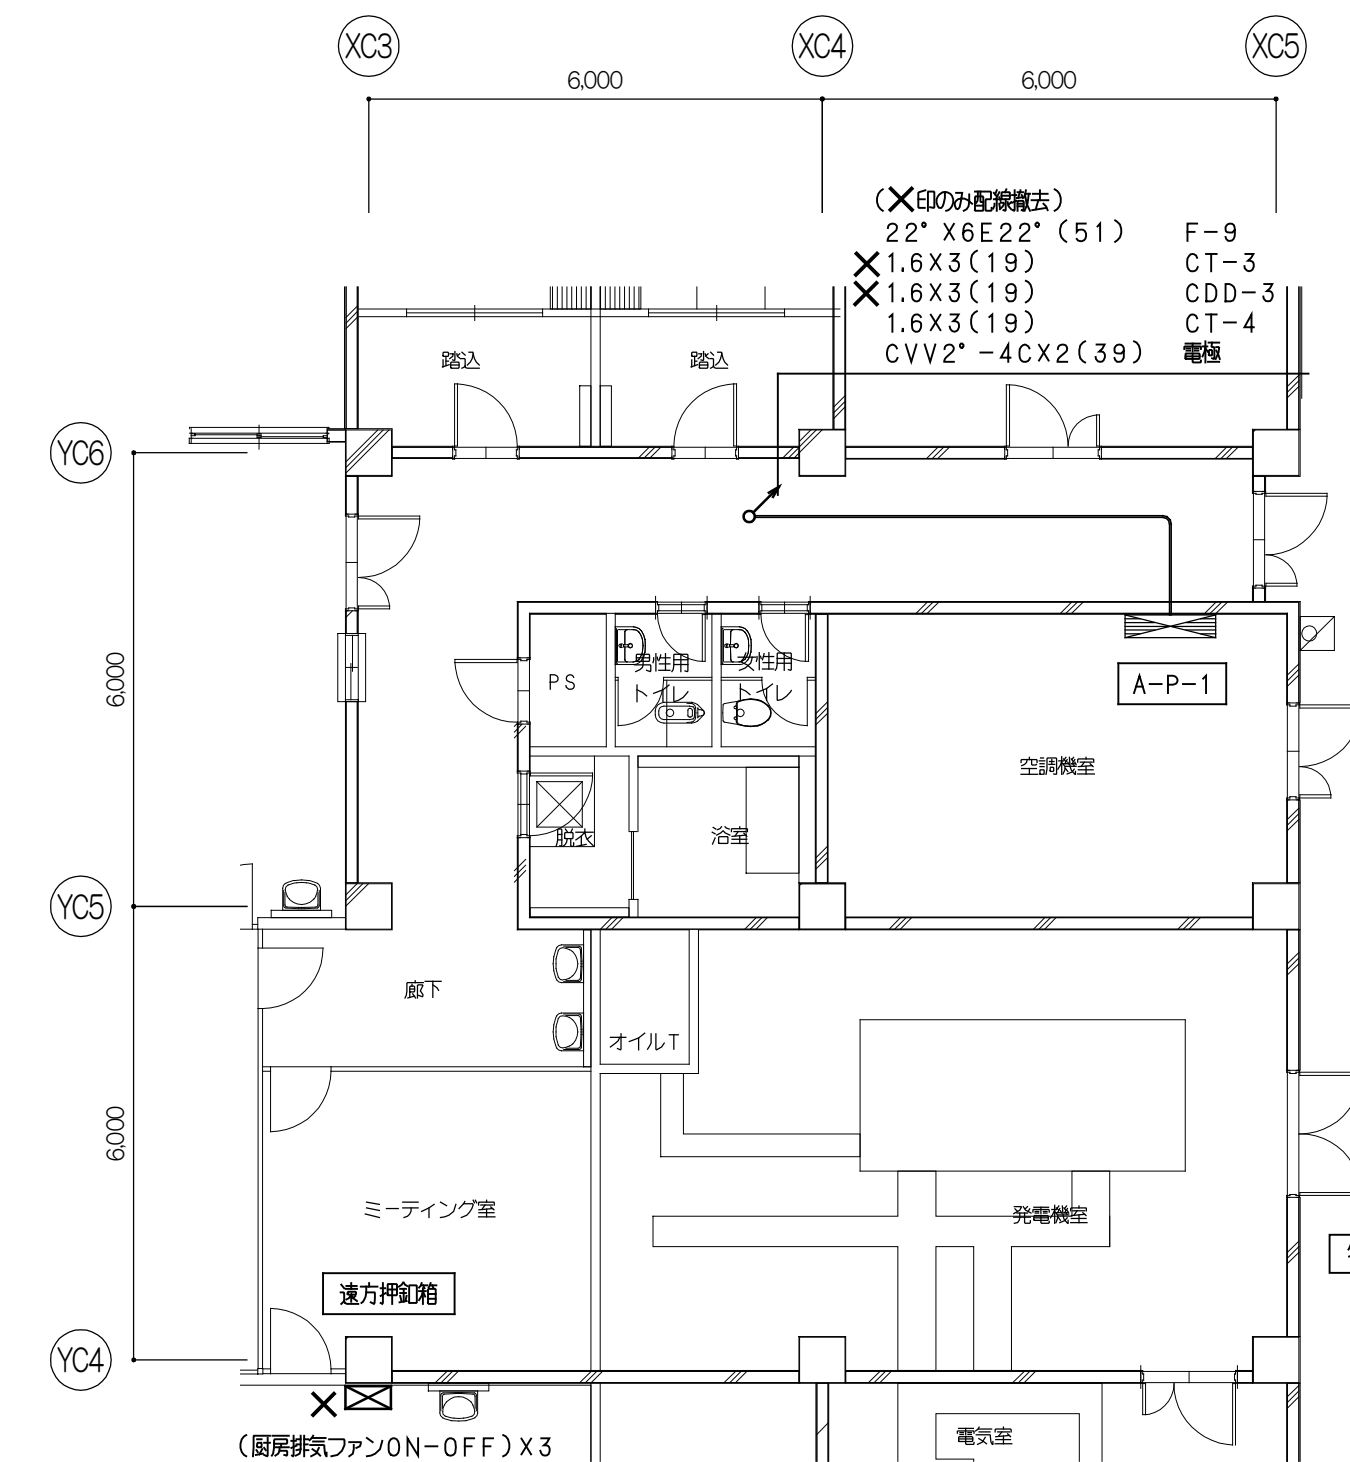 XC3
XC4
XC5
6,000
6,000
(✕印のみ配線撤去)
22°X6E22°(51) F-9
✕1.6X3(19) CT-3
✕1.6X3(19) CDD-3
1.6X3(19) CT-4
CVV2°-4CX2(39) 電極
踏込
踏込
YC6
男性用
トイレ
女性用
トイレ
PS
A-P-1
6,000
空調機室
脱衣
浴室
YC5
廊下
オイルT
6,000
ミーティング室
発電機室
遠方押釦箱
YC4
✕
(厨房排気ファンON-OFF)X3
電気室